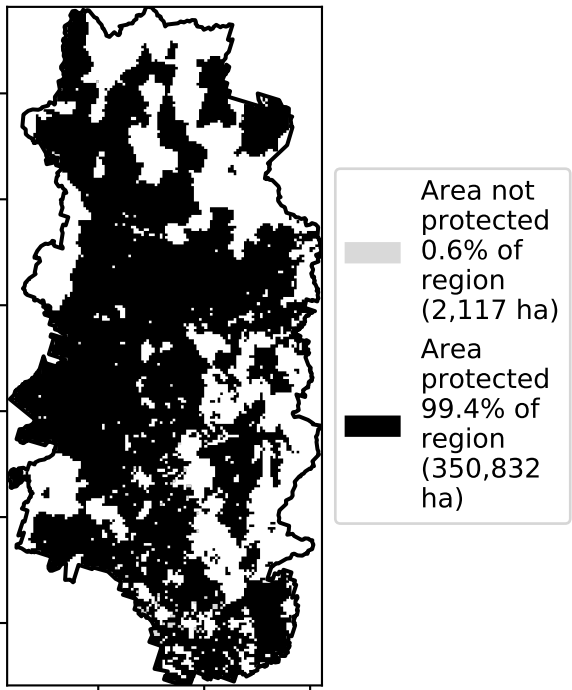 Area not
protected
0.6% of
region
(2,117 ha)
Area
protected
99.4% of
region
(350,832
ha)